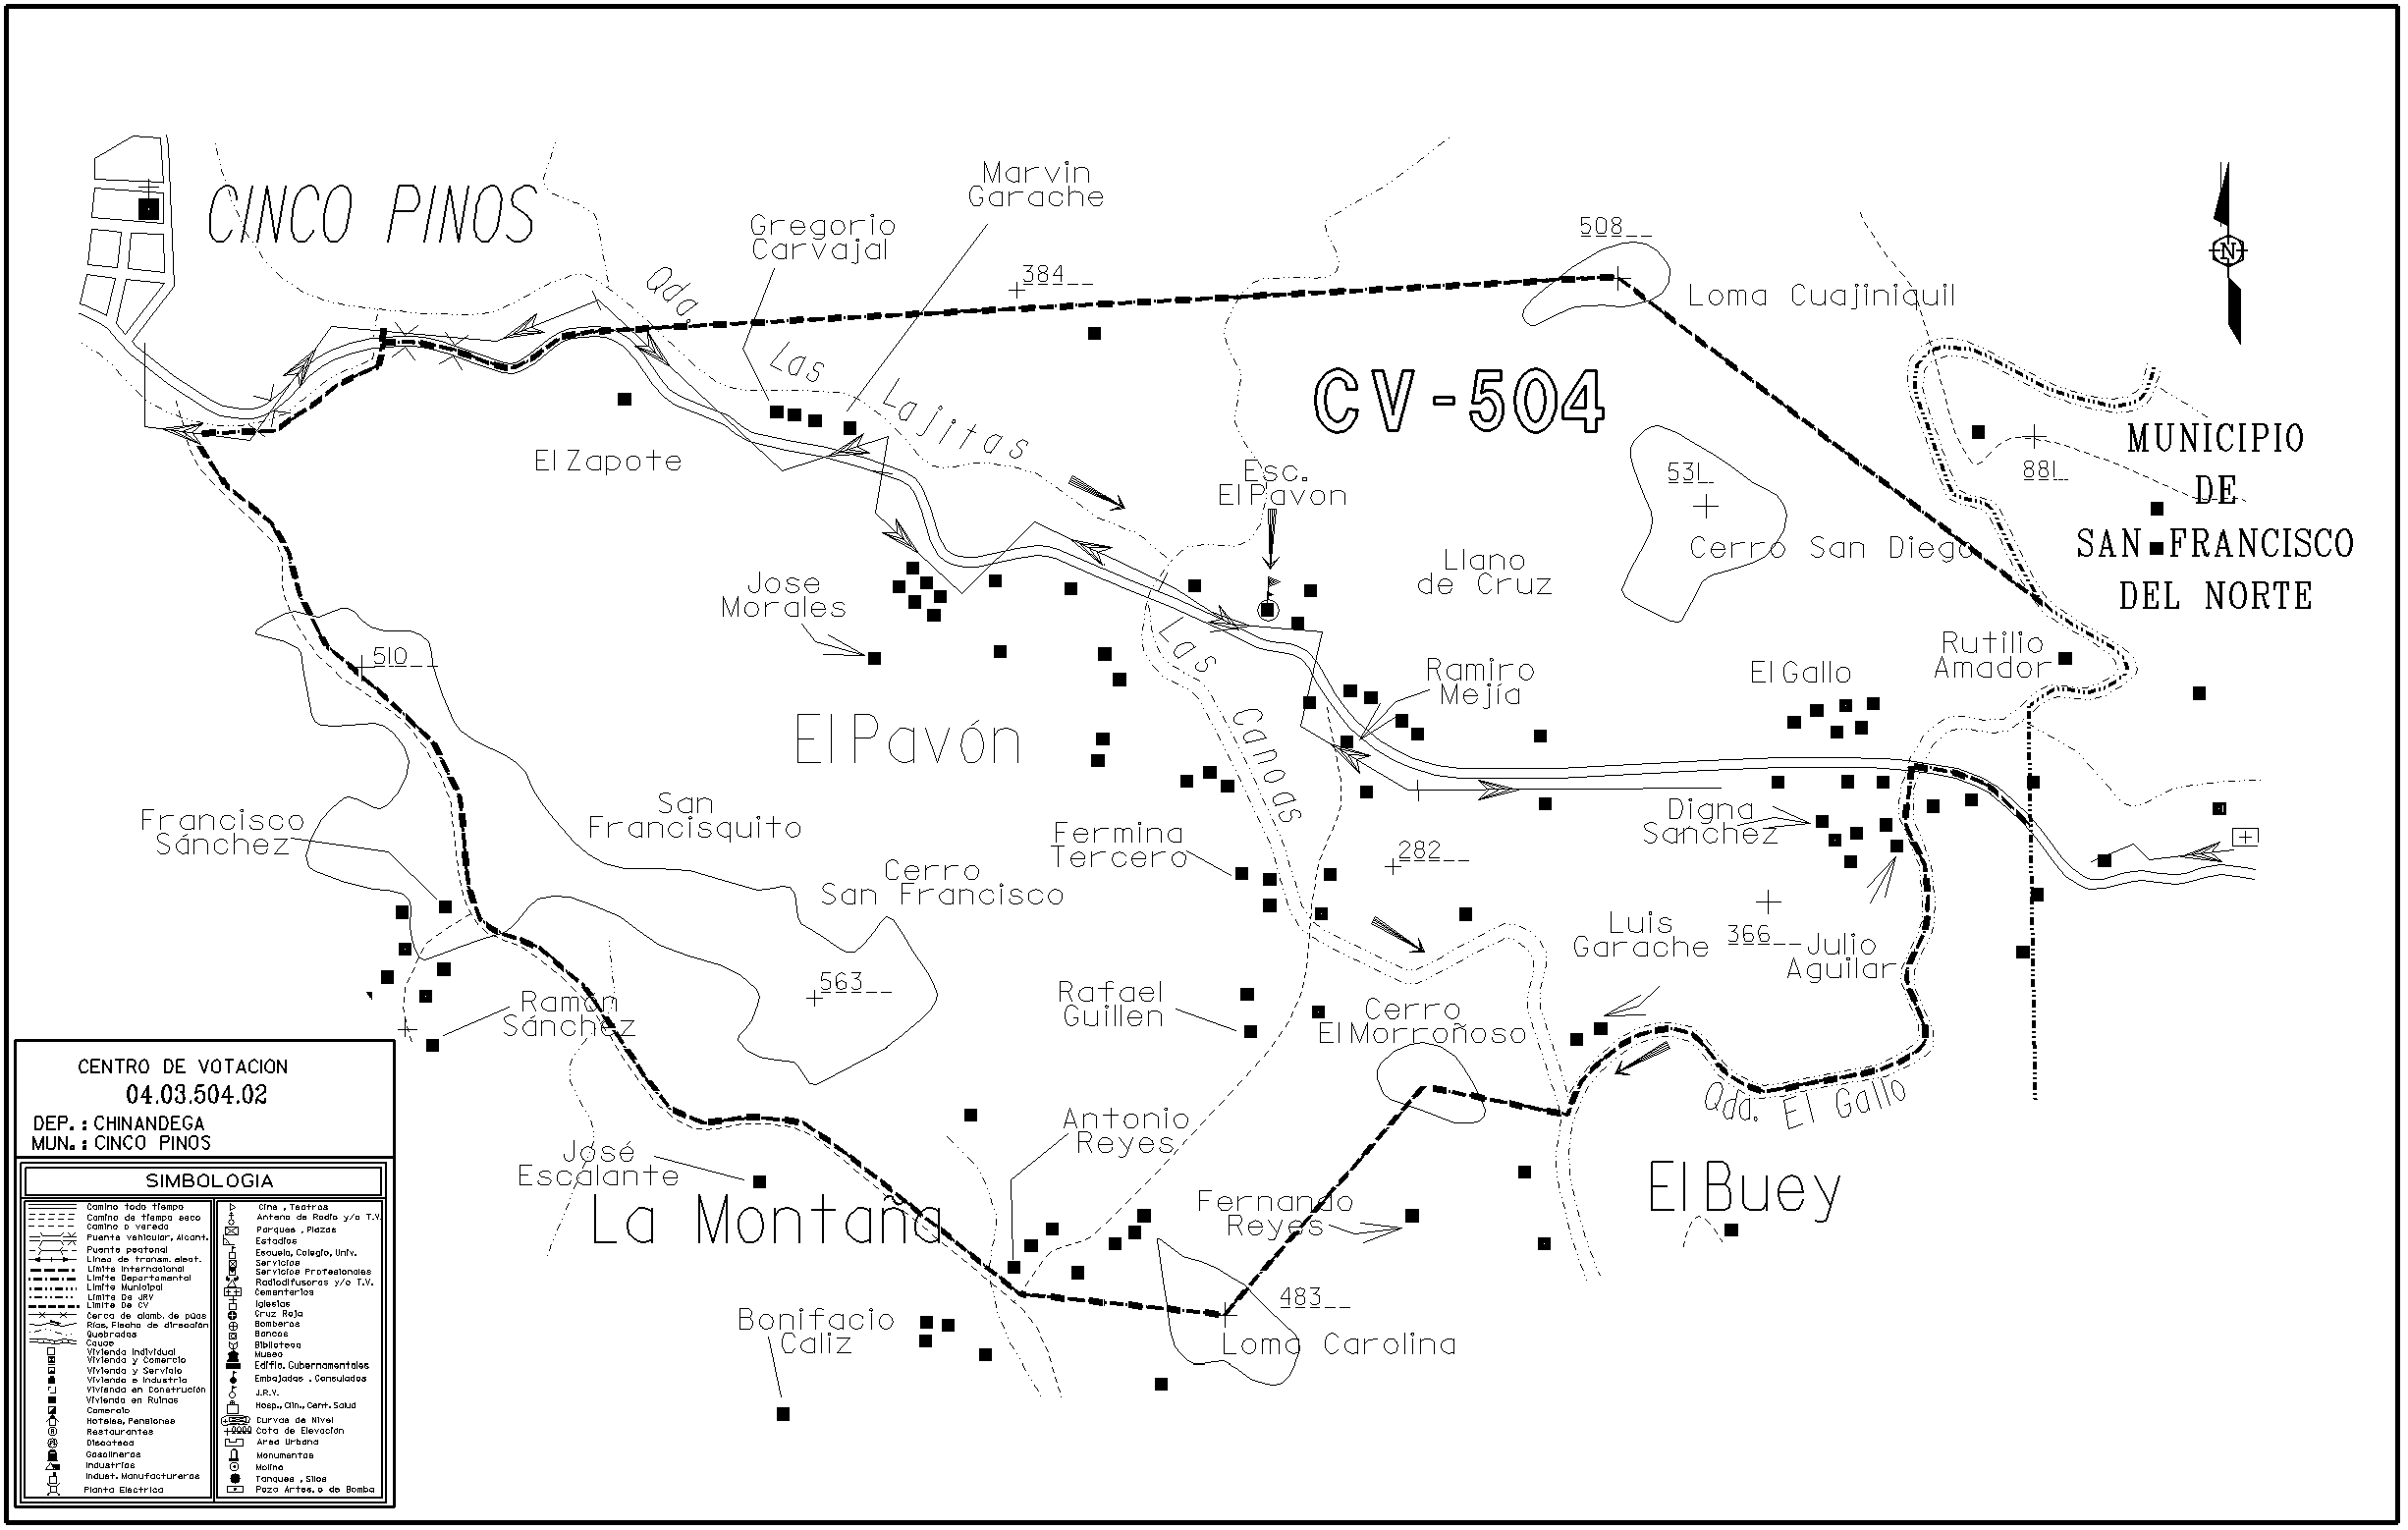 CINCO PINOS
Marvin
Garache
Gregorio
Carvajal
Qda.
384
508
Loma Cuajiniquil
N
Las
Lajitas
CV-504
El Zapote
Esc.
El Pavon
531
Cerro San Diego
881
MUNICIPIO
DE
SAN FRANCISCO
DEL NORTE
Llano
de Cruz
Jose
Morales
510
Las
Canoas
Ramiro
Mejía
El Gallo
Rutilio
Amador
El Pavón
San
Francisquito
Francisco
Sánchez
Fermina
Tercero
Digna
Sanchez
282
Cerro
San Francisco
Luis
Garache
366
Julio
Aguilar
563
Ramón
Sánchez
Rafael
Guillen
Cerro
El Morroñoso
Qda. El Gallo
Antonio
Reyes
José
Escalante
La Montaña
Fernando
Reyes
El Buey
Bonifacio
Caliz
483
Loma Carolina
CENTRO DE VOTACION
04.03.504.02
DEP. : CHINANDEGA
MUN. : CINCO PINOS
SIMBOLOGIA
Camino todo tiempo
Camino de tiempo seco
Camino o vereda
Puente vehicular, Alcant.
Puente peatonal
Linea de transm. elect.
Limite Internacional
Limite Departamental
Limite Municipal
Limite De JRV
Limite De CV
Cerca de alamb. de púas
Ríos, Flecha de dirección
Quebradas
Cauce
Vivienda Individual
Vivienda y Comercio
Vivienda y Servicio
Vivienda e Industria
Vivienda en Construcción
Vivienda en Ruinas
Comercio
Hoteles, Pensiones
Restaurantes
Discoteca
Gasolineras
Industrias
Indust. Manufactureras
Planta Electrica
Cine , Teatros
Antena de Radio y/o T.V.
Parques , Plazas
Estadios
Escuela, Colegio, Univ.
Servicios
Servicios Profesionales
Radiodifusoras y/o T.V.
Cementerios
Iglesias
Cruz Roja
Bomberos
Bancos
Biblioteca
Museo
Edific. Gubernamentales
Embajadas , Consulados
J.R.V.
Hosp., Clin., Cent. Salud
Curvas de Nivel
Cota de Elevación
Area Urbana
Monumentos
Molino
Tanques , Silos
Pozo Artes. o de Bomba